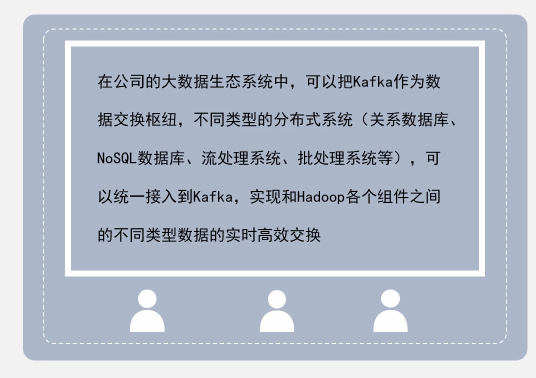 在公司的大数据生态系统中，可以把Kafka作为数
据交换枢纽，不同类型的分布式系统（关系数据库、
NoSQL数据库、流处理系统、批处理系统等），可
以统一接入到Kafka，实现和Hadoop各个组件之间
的不同类型数据的实时高效交换